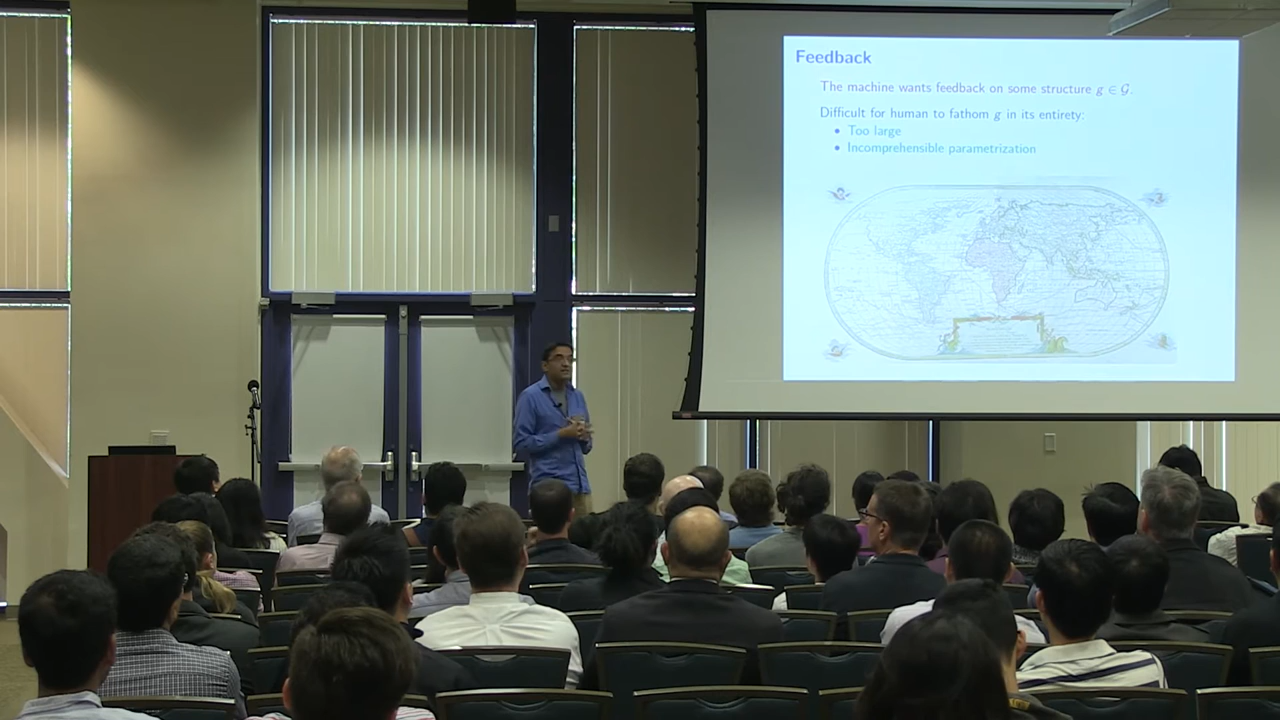 Feedback
The machine wants feedback on some structure g ∈ 𝒢.
Difficult for human to fathom g in its entirety:
• Too large
• Incomprehensible parametrization